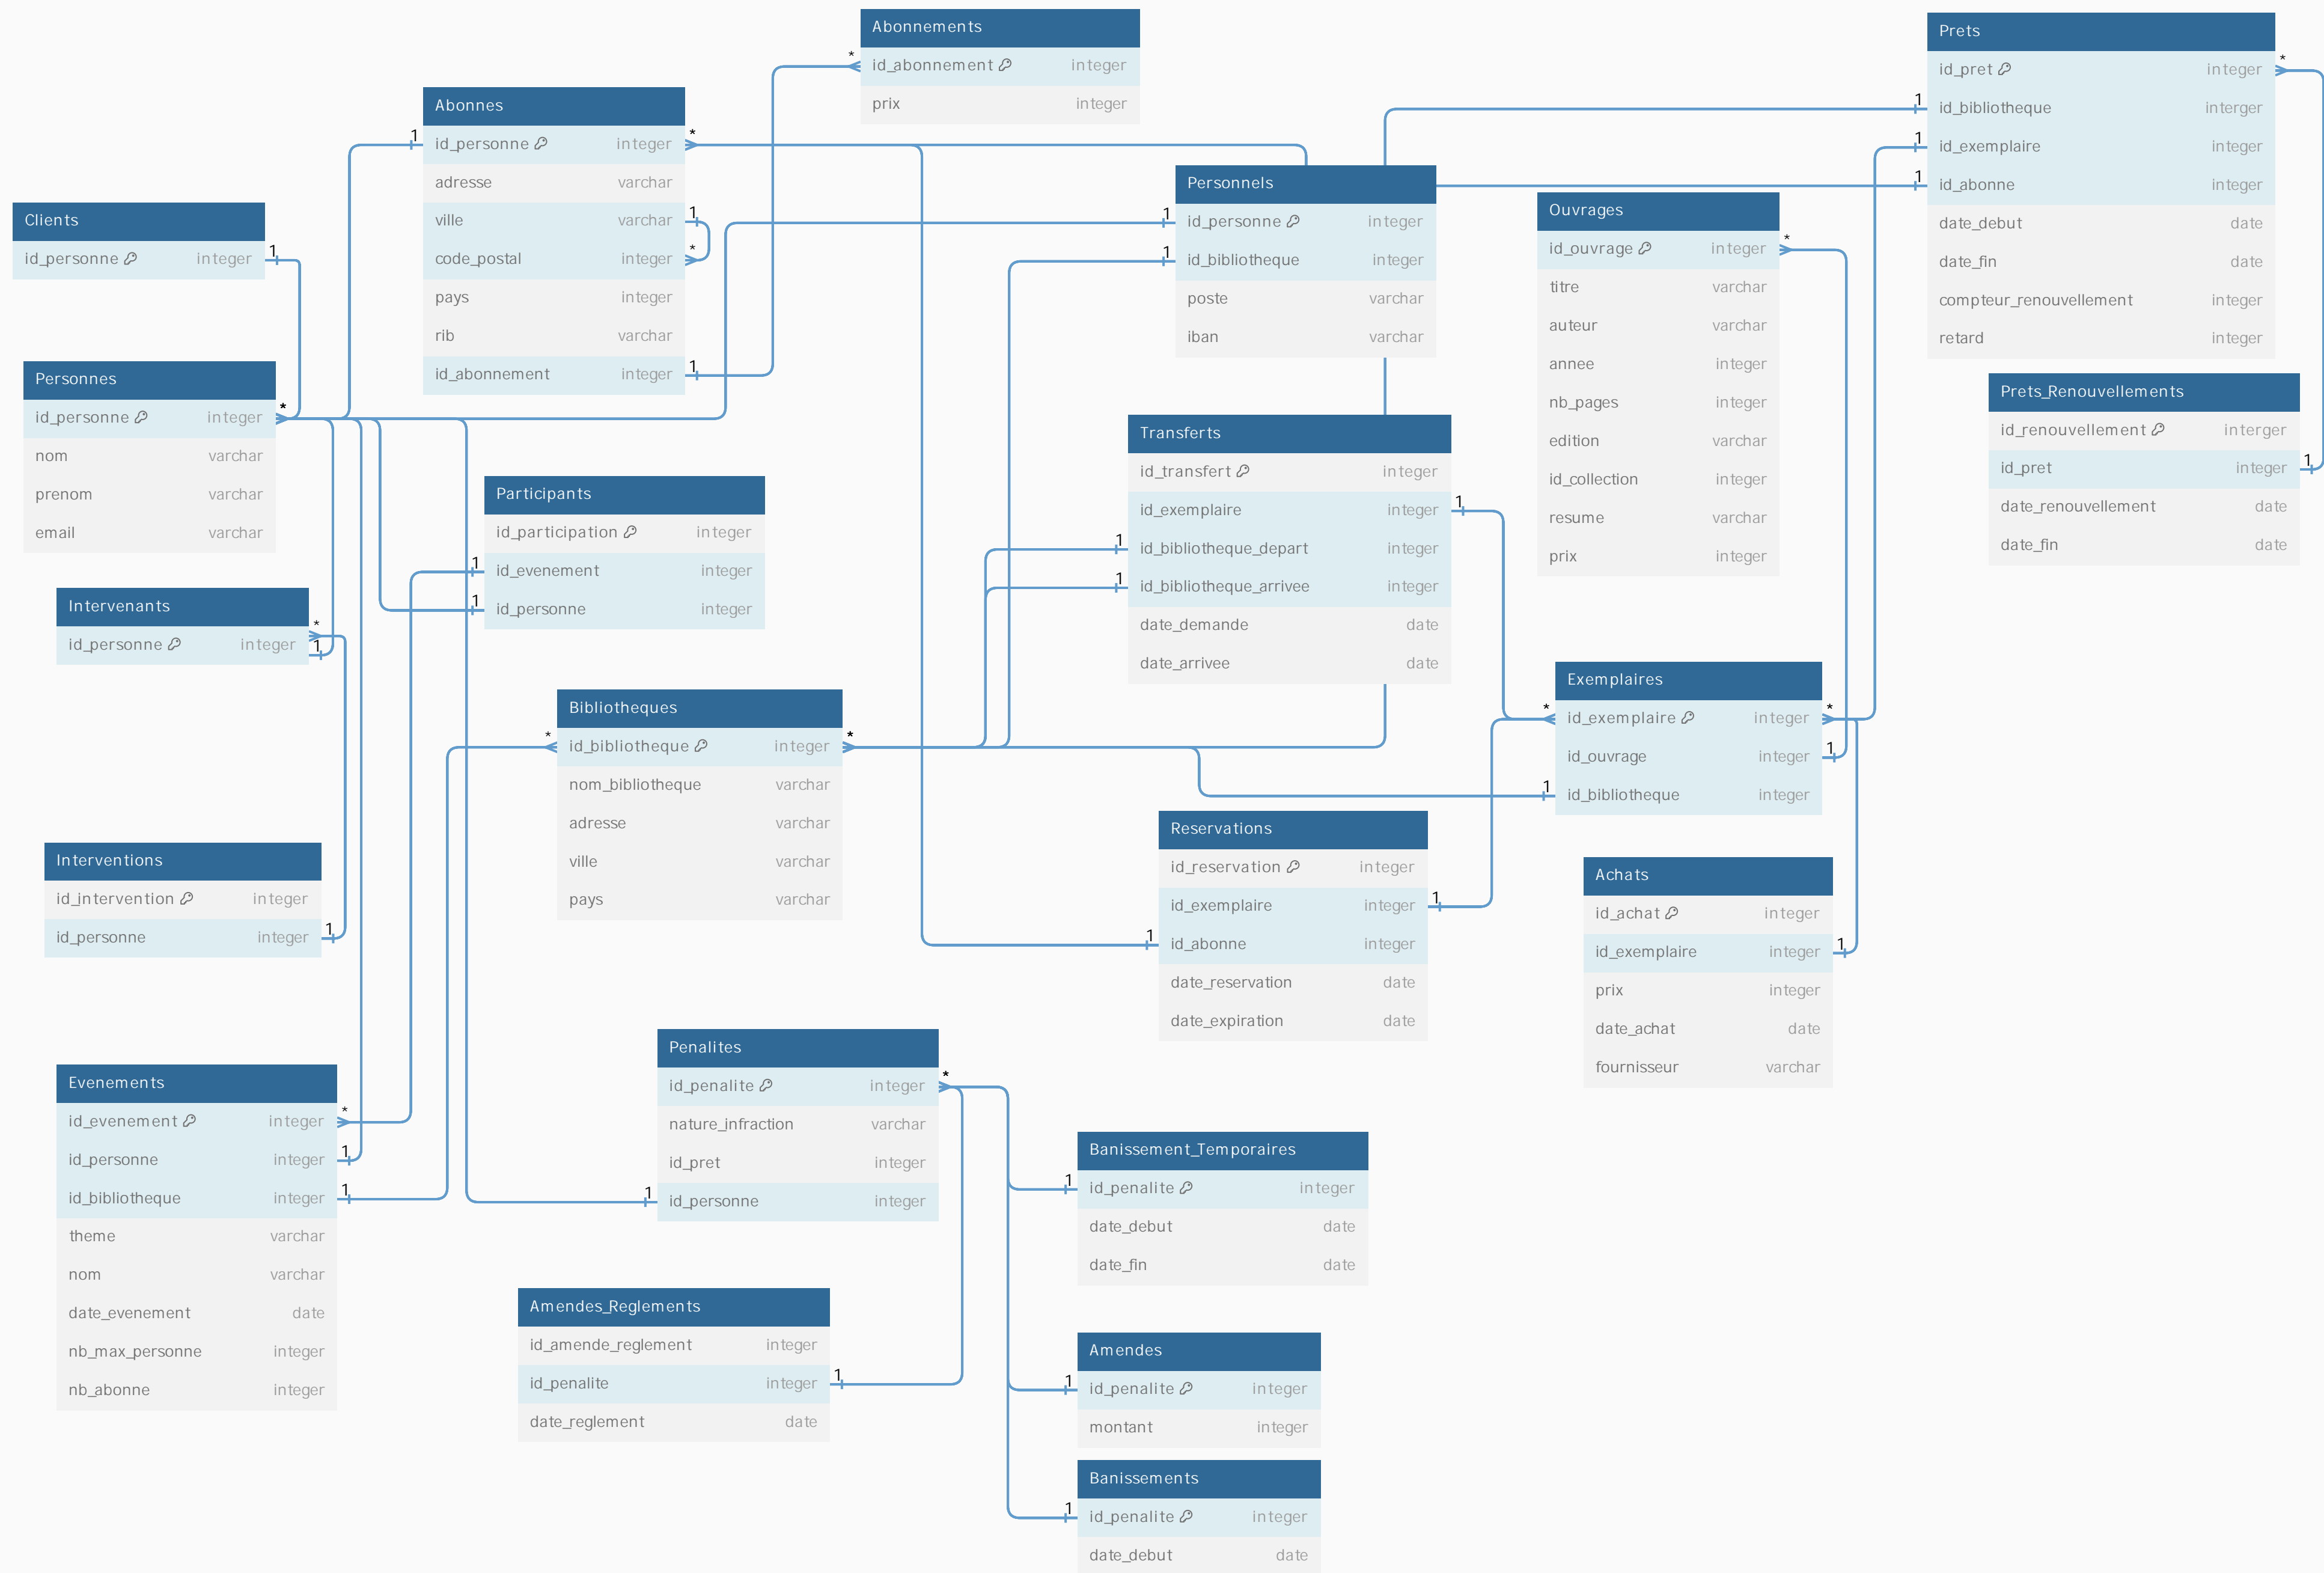 Abonnements
id_abonnement integer
prix integer
Prets
id_pret integer
id_bibliotheque interger
id_exemplaire integer
id_abonne integer
date_debut date
date_fin date
compteur_renouvellement integer
retard integer
Abonnes
id_personne integer
adresse varchar
ville varchar
code_postal integer
pays integer
rib varchar
id_abonnement integer
Personnels
id_personne integer
id_bibliotheque integer
poste varchar
iban varchar
Ouvrages
id_ouvrage integer
titre varchar
auteur varchar
annee integer
nb_pages integer
edition varchar
id_collection integer
resume varchar
prix integer
Clients
id_personne integer
Personnes
id_personne integer
nom varchar
prenom varchar
email varchar
Prets_Renouvellements
id_renouvellement interger
id_pret integer
date_renouvellement date
date_fin date
Transferts
id_transfert integer
id_exemplaire integer
id_bibliotheque_depart integer
id_bibliotheque_arrivee integer
date_demande date
date_arrivee date
Participants
id_participation integer
id_evenement integer
id_personne integer
Intervenants
id_personne integer
Exemplaires
id_exemplaire integer
id_ouvrage integer
id_bibliotheque integer
Bibliotheques
id_bibliotheque integer
nom_bibliotheque varchar
adresse varchar
ville varchar
pays varchar
Reservations
id_reservation integer
id_exemplaire integer
id_abonne integer
date_reservation date
date_expiration date
Interventions
id_intervention integer
id_personne integer
Achats
id_achat integer
id_exemplaire integer
prix integer
date_achat date
fournisseur varchar
Penalites
id_penalite integer
nature_infraction varchar
id_pret integer
id_personne integer
Evenements
id_evenement integer
id_personne integer
id_bibliotheque integer
theme varchar
nom varchar
date_evenement date
nb_max_personne integer
nb_abonne integer
Banissement_Temporaires
id_penalite integer
date_debut date
date_fin date
Amendes_Reglements
id_amende_reglement integer
id_penalite integer
date_reglement date
Amendes
id_penalite integer
montant integer
Banissements
id_penalite integer
date_debut date